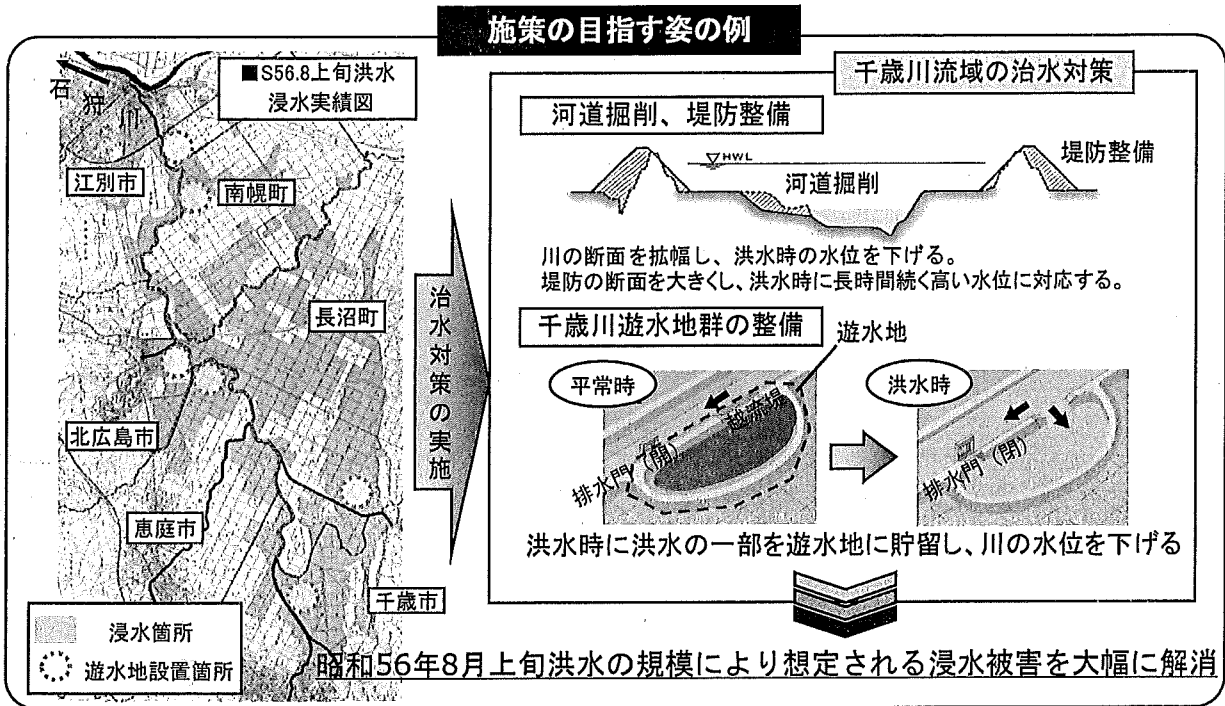 施策の目指す姿の例
石狩川
■S56.8上旬洪水
浸水実績図
江別市
南幌町
長沼町
北広島市
恵庭市
千歳市
浸水箇所
遊水地設置箇所
治水対策の実施
千歳川流域の治水対策
河道掘削、堤防整備
HWL
堤防整備
河道掘削
川の断面を拡幅し、洪水時の水位を下げる。
堤防の断面を大きくし、洪水時に長時間続く高い水位に対応する。
千歳川遊水地群の整備
遊水地
平常時
越流堤
排水門(開)
洪水時
排水門(閉)
洪水時に洪水の一部を遊水地に貯留し、川の水位を下げる
昭和56年8月上旬洪水の規模により想定される浸水被害を大幅に解消